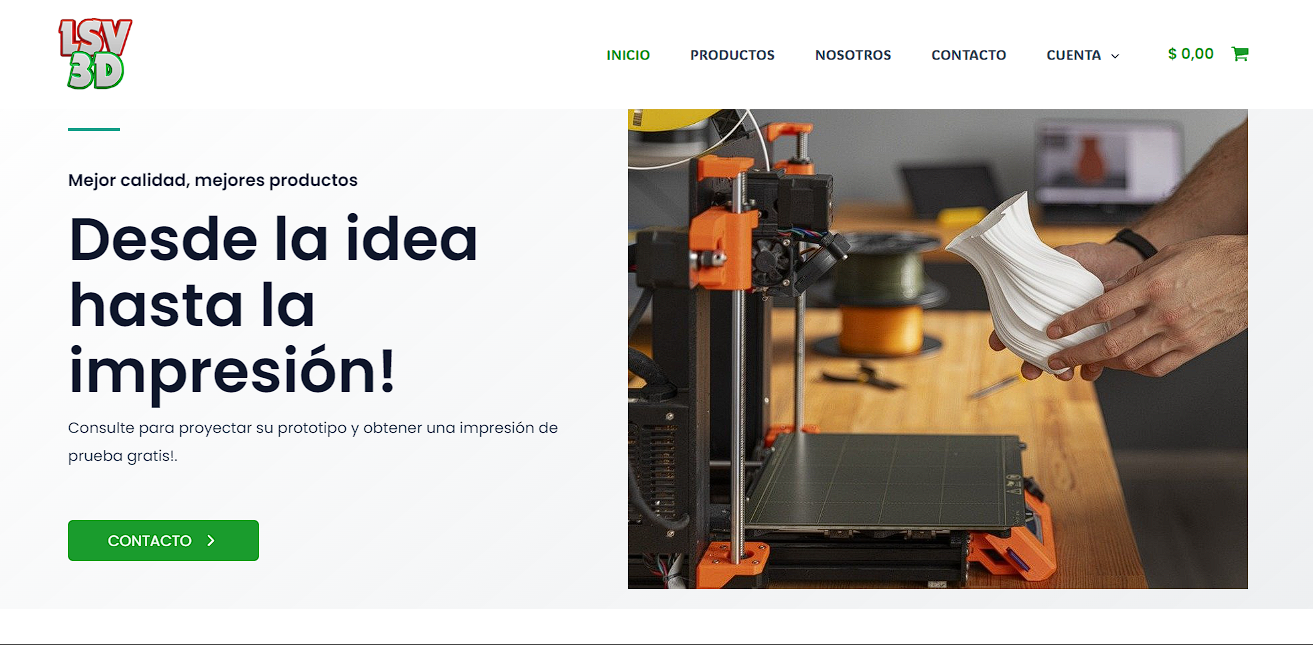 LSV
3D
INICIO
PRODUCTOS
NOSOTROS
CONTACTO
CUENTA
$ 0,00
Mejor calidad, mejores productos
Desde la idea
hasta la
impresión!
Consulte para proyectar su prototipo y obtener una impresión de
prueba gratis!.
CONTACTO